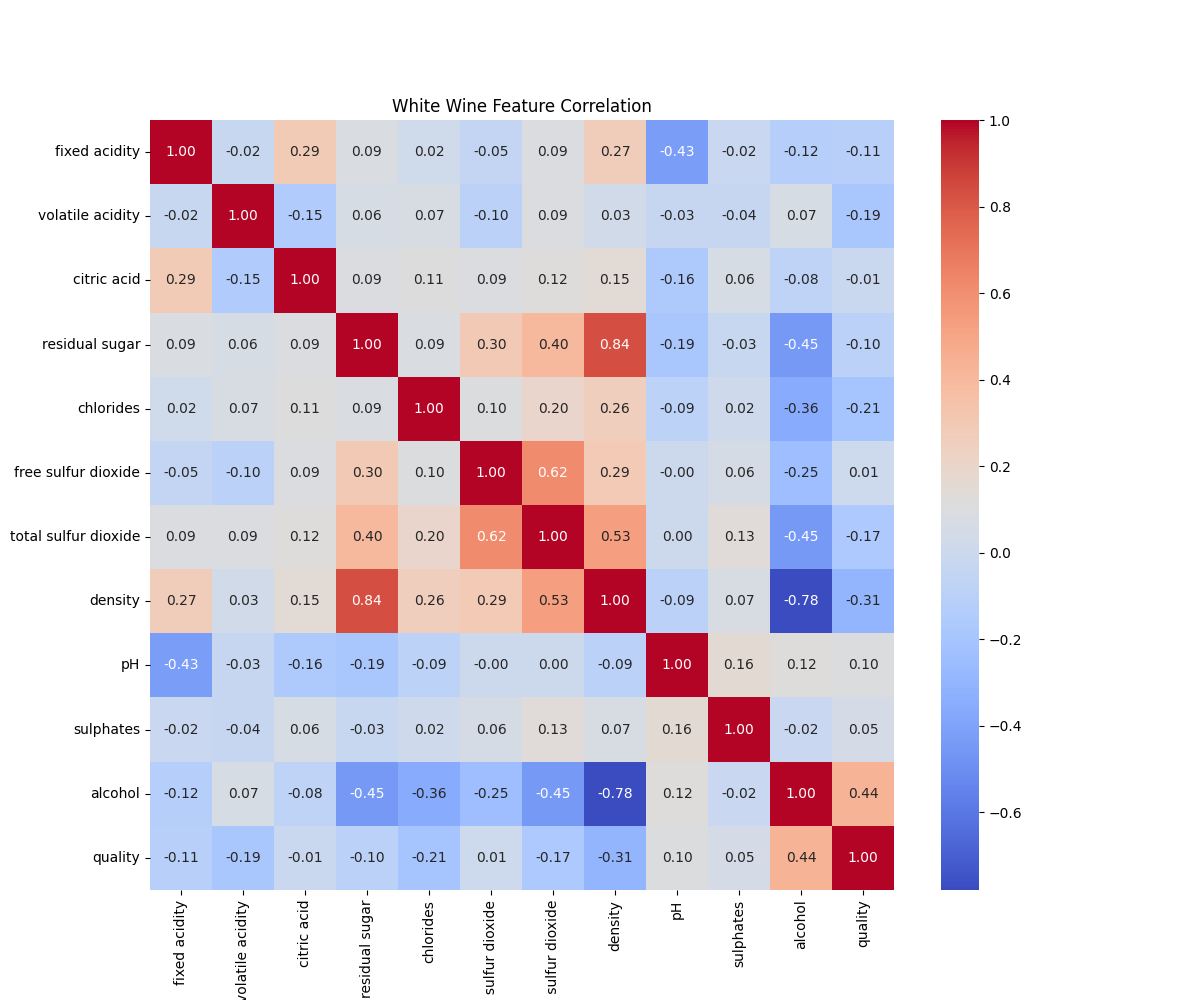 White Wine Feature Correlation
fixed acidity 1.00 -0.02 0.29 0.09 0.02 -0.05 0.09 0.27 -0.43 -0.02 -0.12 -0.11
volatile acidity -0.02 1.00 -0.15 0.06 0.07 -0.10 0.09 0.03 -0.03 -0.04 0.07 -0.19
citric acid 0.29 -0.15 1.00 0.09 0.11 0.09 0.12 0.15 -0.16 0.06 -0.08 -0.01
residual sugar 0.09 0.06 0.09 1.00 0.09 0.30 0.40 0.84 -0.19 -0.03 -0.45 -0.10
chlorides 0.02 0.07 0.11 0.09 1.00 0.10 0.20 0.26 -0.09 0.02 -0.36 -0.21
free sulfur dioxide -0.05 -0.10 0.09 0.30 0.10 1.00 0.62 0.29 -0.00 0.06 -0.25 0.01
total sulfur dioxide 0.09 0.09 0.12 0.40 0.20 0.62 1.00 0.53 0.00 0.13 -0.45 -0.17
density 0.27 0.03 0.15 0.84 0.26 0.29 0.53 1.00 -0.09 0.07 -0.78 -0.31
pH -0.43 -0.03 -0.16 -0.19 -0.09 -0.00 0.00 -0.09 1.00 0.16 0.12 0.10
sulphates -0.02 -0.04 0.06 -0.03 0.02 0.06 0.13 0.07 0.16 1.00 -0.02 0.05
alcohol -0.12 0.07 -0.08 -0.45 -0.36 -0.25 -0.45 -0.78 0.12 -0.02 1.00 0.44
quality -0.11 -0.19 -0.01 -0.10 -0.21 0.01 -0.17 -0.31 0.10 0.05 0.44 1.00
fixed acidity
volatile acidity
citric acid
residual sugar
chlorides
sulfur dioxide
sulfur dioxide
density
pH
sulphates
alcohol
quality
1.0
0.8
0.6
0.4
0.2
0.0
−0.2
−0.4
−0.6